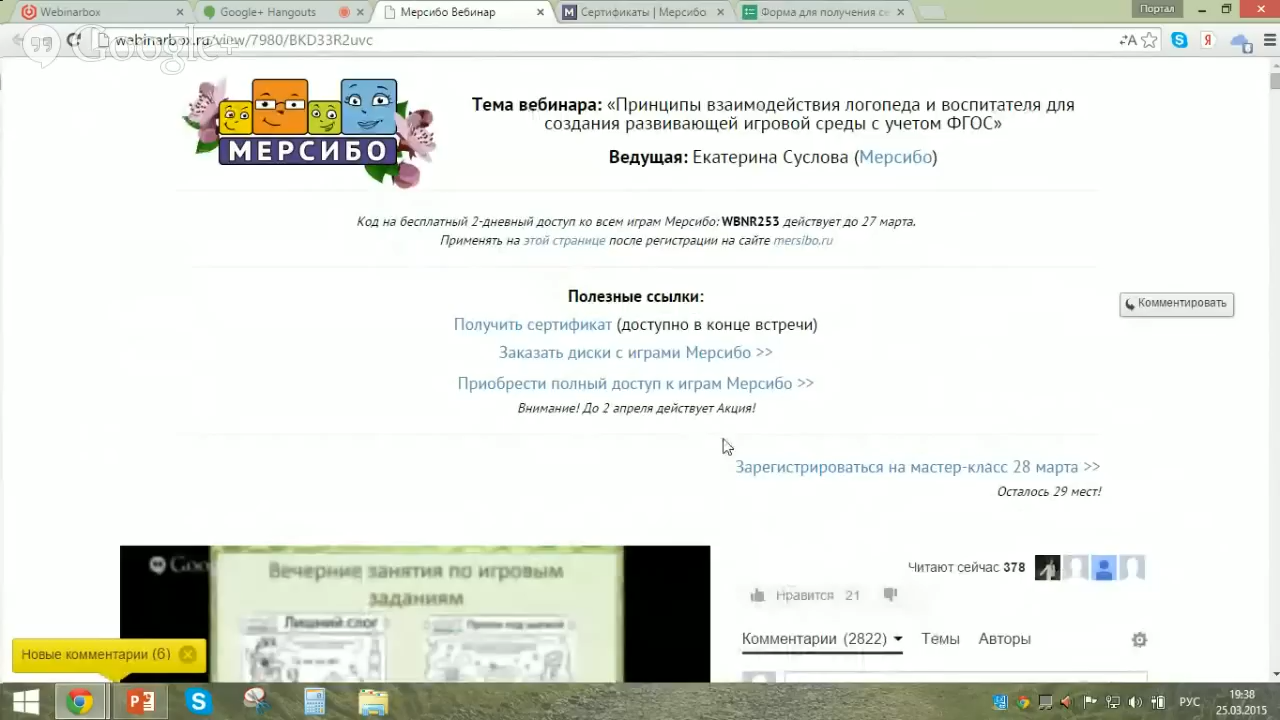 Webinarbox
Google+ Hangouts
Мерсибо Вебинар
Сертификаты | Мерсибо
Форма для получения се
Портал
webinarbox.ru/view/7980/BKD33R2uvc
Google+
МЕРСИБО
Тема вебинара: «Принципы взаимодействия логопеда и воспитателя для
создания развивающей игровой среды с учетом ФГОС»
Ведущая: Екатерина Суслова (Мерсибо)
Код на бесплатный 2-дневный доступ ко всем играм Мерсибо: WBNR253 действует до 27 марта.
Применять на этой странице после регистрации на сайте mersibo.ru
Полезные ссылки:
Получить сертификат (доступно в конце встречи)
Комментировать
Заказать диски с играми Мерсибо >>
Приобрести полный доступ к играм Мерсибо >>
Внимание! До 2 апреля действует Акция!
Зарегистрироваться на мастер-класс 28 марта >>
Осталось 29 мест!
Вечерние занятия по игровым
заданиям
Лишний слог
Читают сейчас 378
Нравится 21
Комментарии (2822)
Темы
Авторы
Новые комментарии (6)
РУС
19:38
25.03.2015